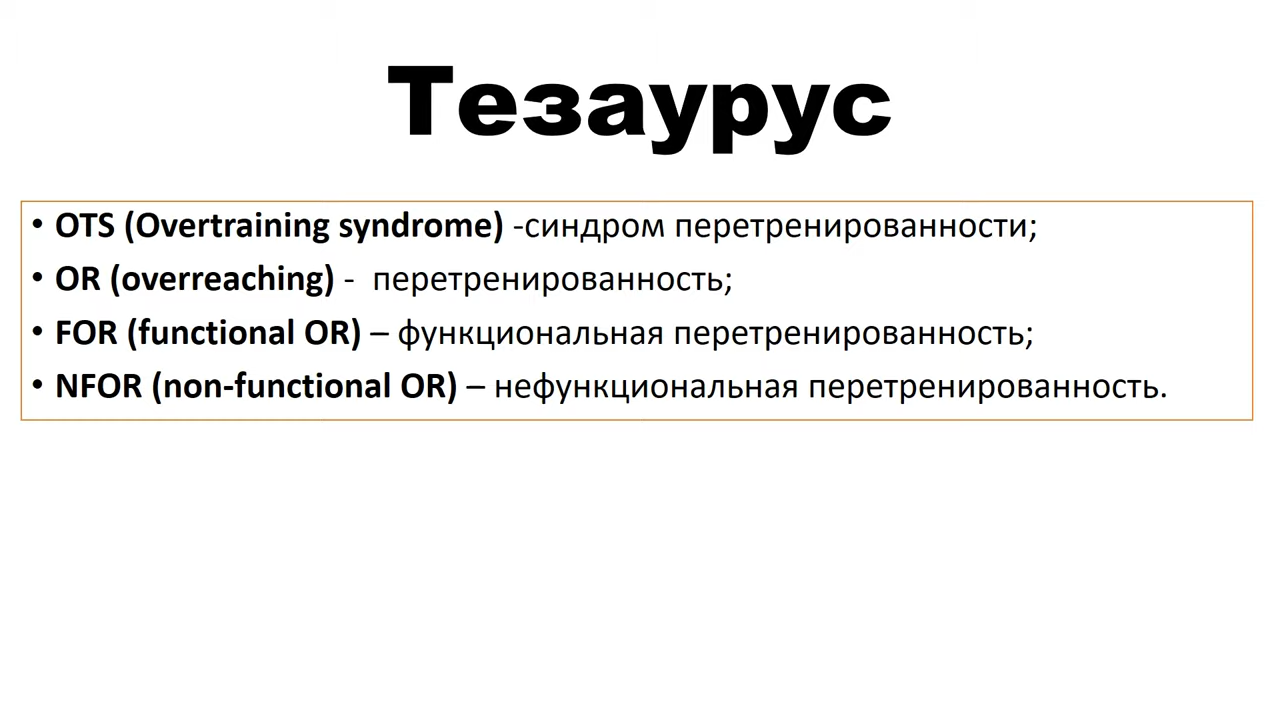 Тезаурус
• OTS (Overtraining syndrome) -синдром перетренированности;
• OR (overreaching) -  перетренированность;
• FOR (functional OR) – функциональная перетренированность;
• NFOR (non-functional OR) – нефункциональная перетренированность.